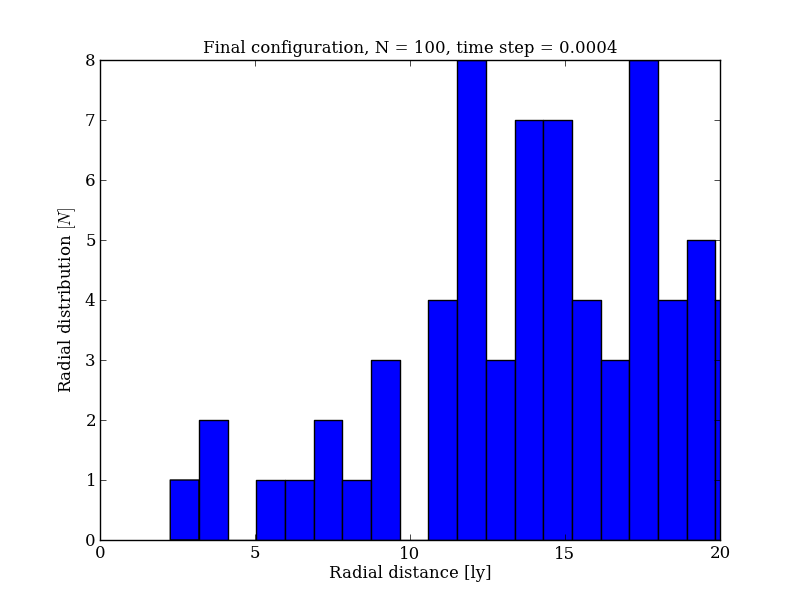 Final configuration, N = 100, time step = 0.0004
8
7
6
5
4
3
2
1
0
Radial distribution [N]
0 5 10 15 20
Radial distance [ly]